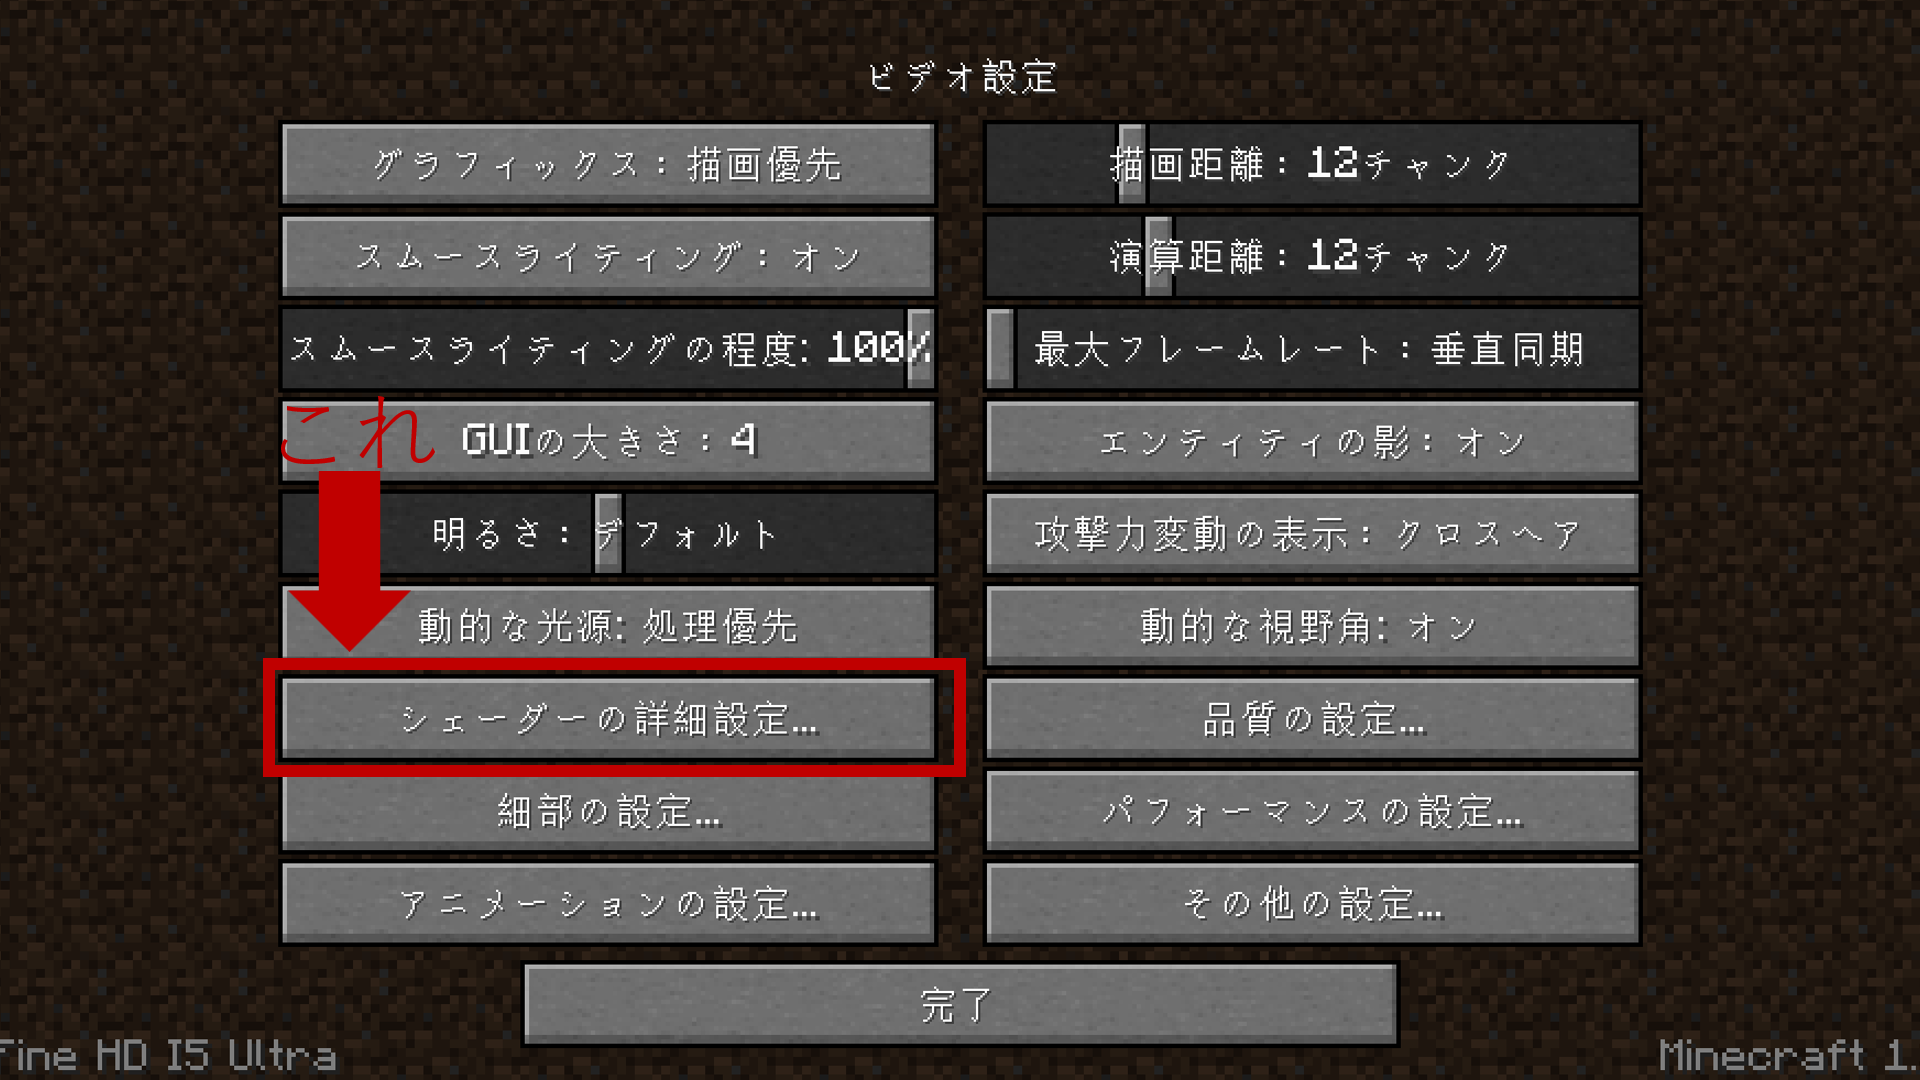 ビデオ設定
グラフィックス：描画優先
描画距離：12チャンク
スムースライティング：オン
演算距離：12チャンク
スムースライティングの程度: 100%
最大フレームレート：垂直同期
これ
GUIの大きさ：4
エンティティの影：オン
明るさ：デフォルト
攻撃力変動の表示：クロスヘア
動的な光源: 処理優先
動的な視野角: オン
シェーダーの詳細設定...
品質の設定...
細部の設定...
パフォーマンスの設定...
アニメーションの設定...
その他の設定...
完了
Fine HD I5 Ultra
Minecraft 1.